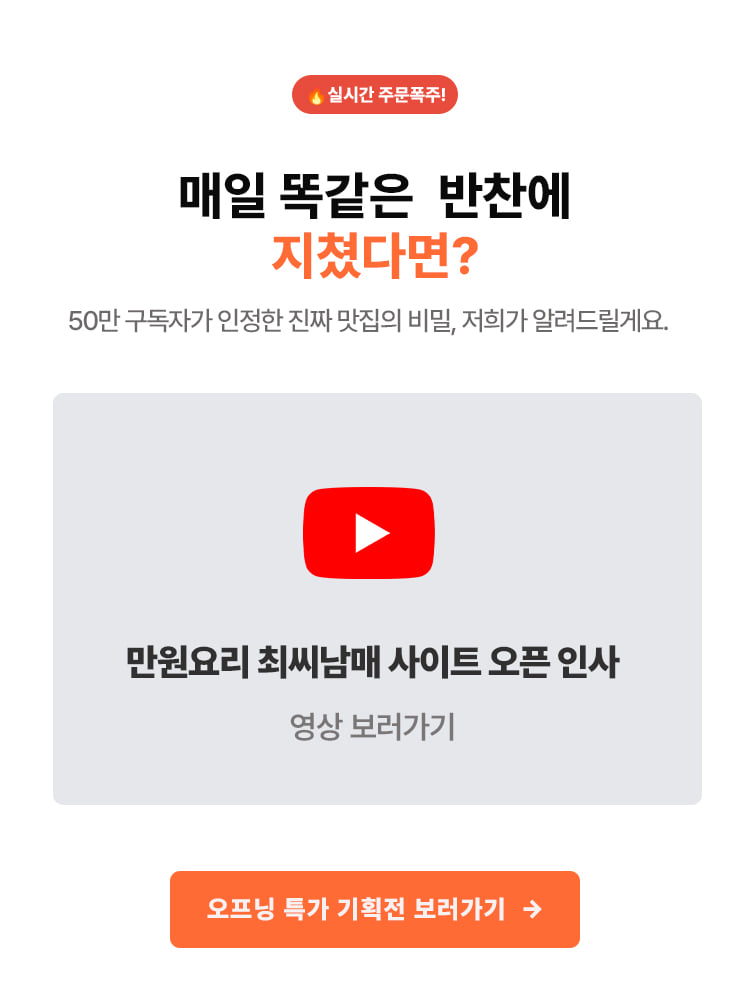 🔥실시간 주문폭주!
매일 똑같은 반찬에
지쳤다면?
50만 구독자가 인정한 진짜 맛집의 비밀, 저희가 알려드릴게요.
만원요리 최씨남매 사이트 오픈 인사
영상 보러가기
오프닝 특가 기획전 보러가기 →